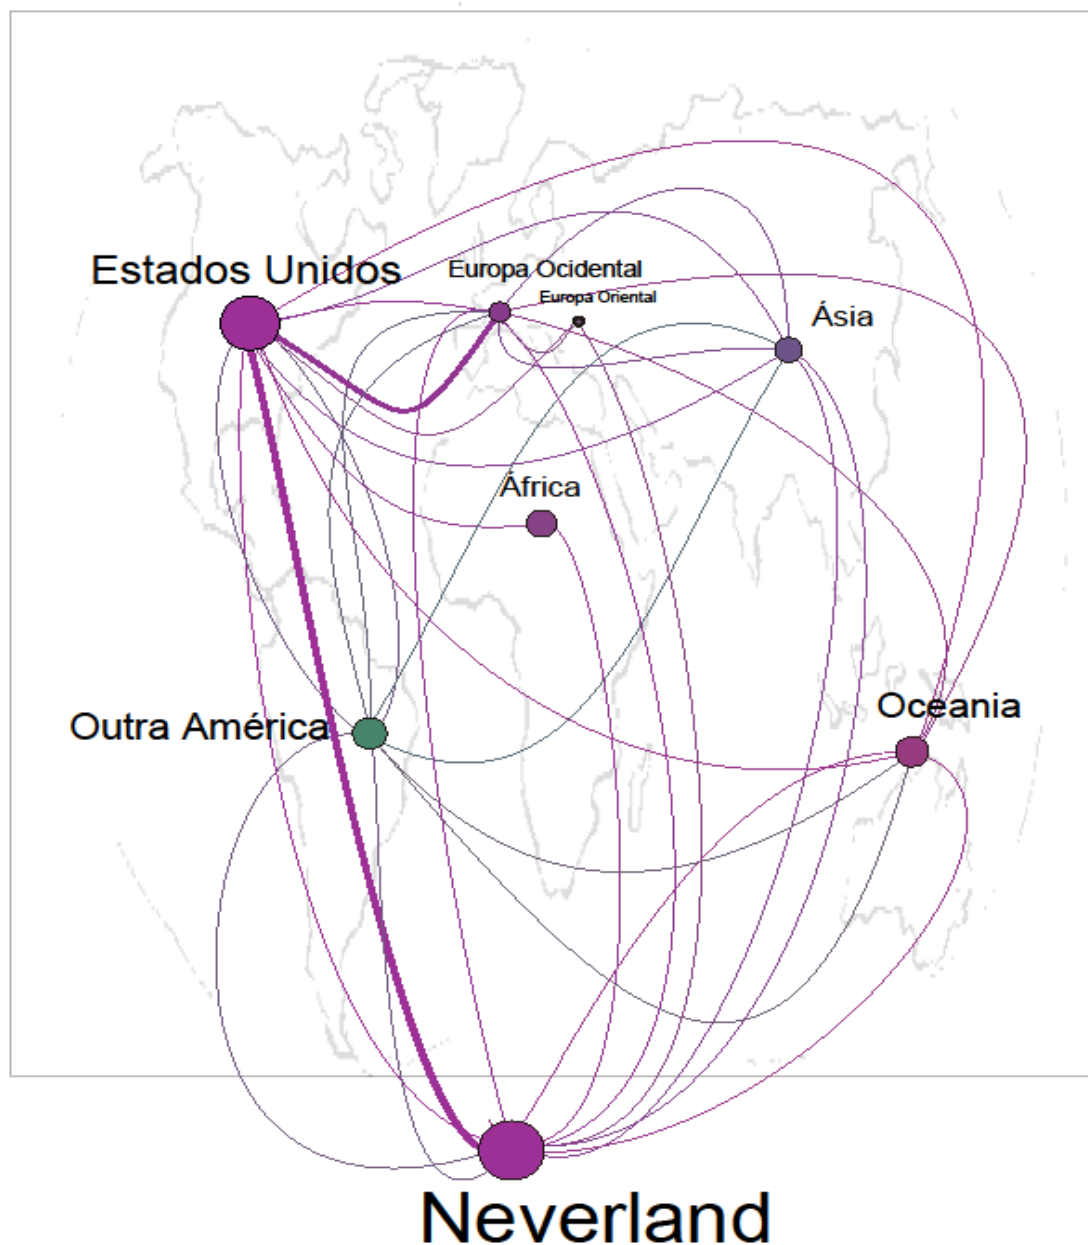 Estados Unidos
Europa Ocidental
Europa Oriental
Ásia
África
Outra América
Oceania
Neverland